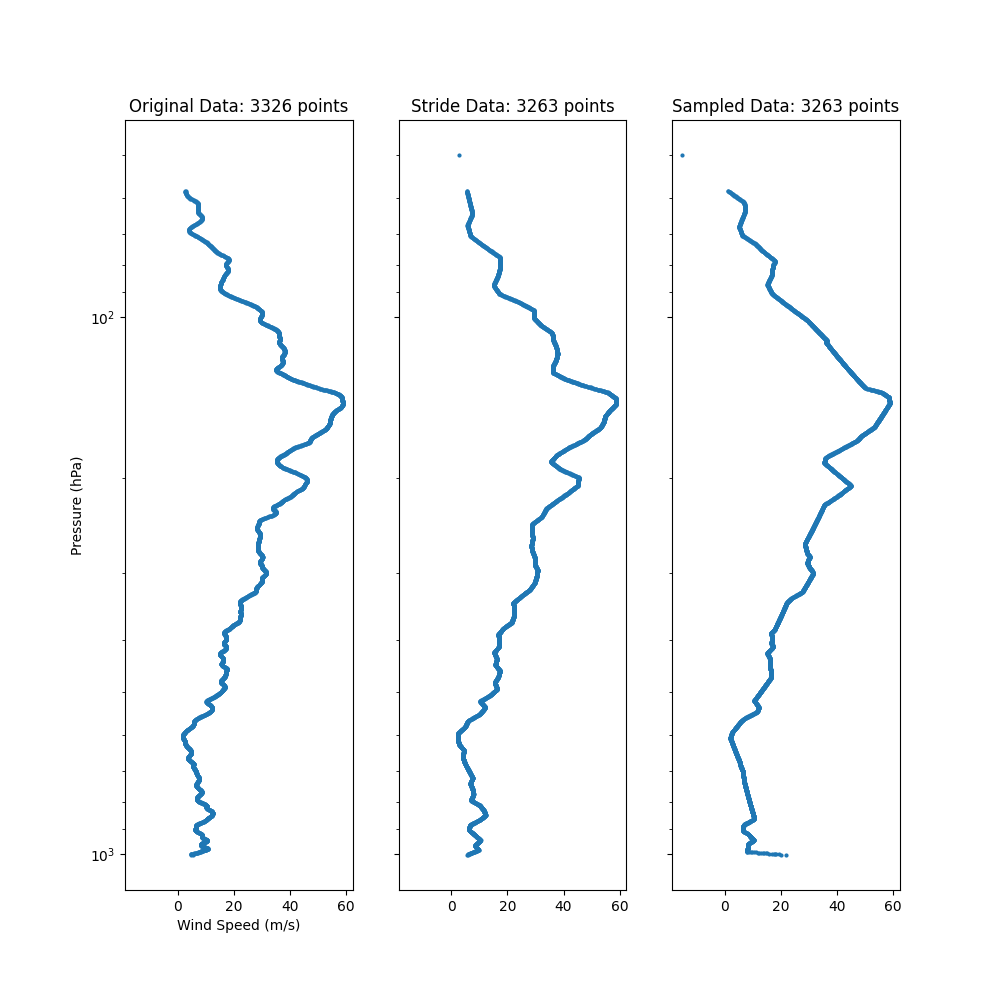 Original Data: 3326 points
Stride Data: 3263 points
Sampled Data: 3263 points
10²
10³
Pressure (hPa)
0 20 40 60
0 20 40 60
0 20 40 60
Wind Speed (m/s)